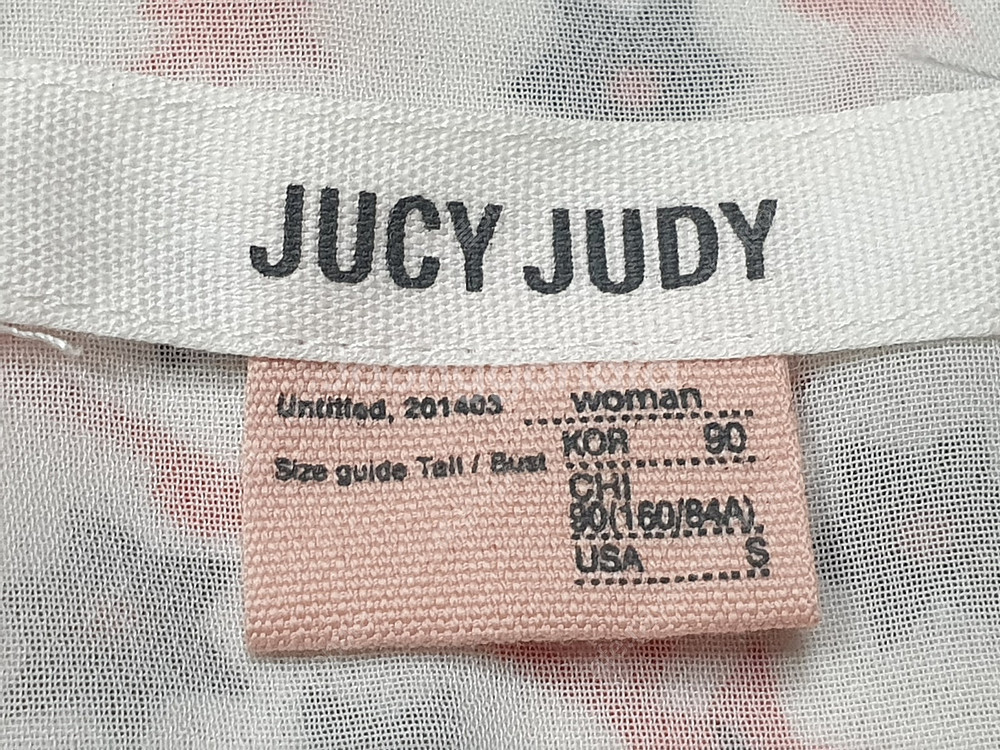 JUCY JUDY
Untitled, 201403
woman
KOR 90
Size guide Tall / Bust
CHI
90(160/84A)
USA S